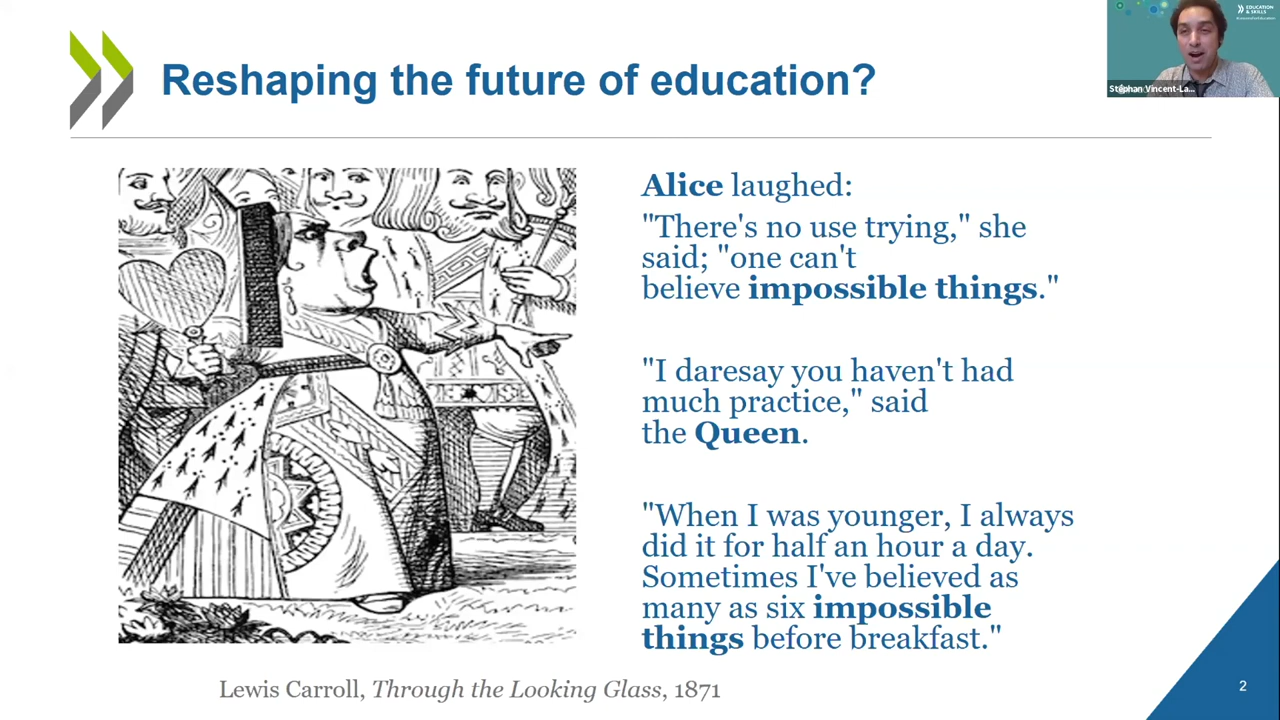 Reshaping the future of education?
EDUCATION
& SKILLS
Stéphan Vincent-La...
Alice laughed:
"There's no use trying," she
said; "one can't
believe impossible things."
"I daresay you haven't had
much practice," said
the Queen.
"When I was younger, I always
did it for half an hour a day.
Sometimes I've believed as
many as six impossible
things before breakfast."
Lewis Carroll, Through the Looking Glass, 1871
2